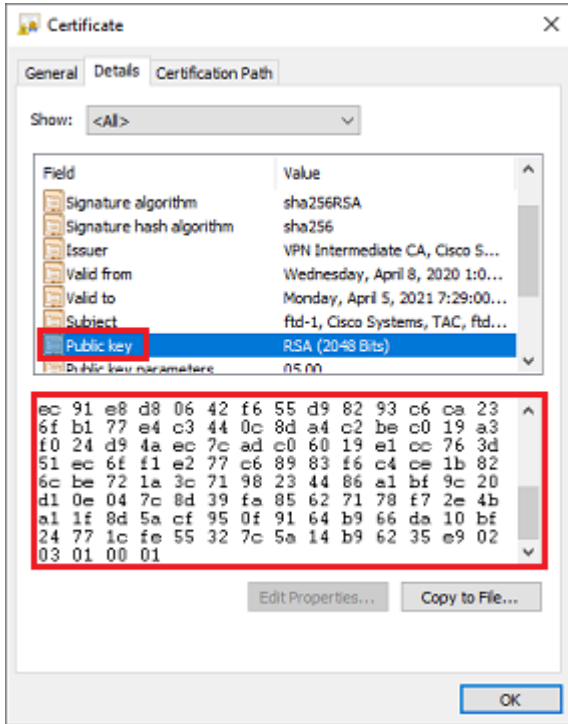 Certificate
General Details Certification Path
Show: <All>
Field Value
Signature algorithm sha256RSA
Signature hash algorithm sha256
Issuer VPN Intermediate CA, Cisco S...
Valid from Wednesday, April 8, 2020 1:0...
Valid to Monday, April 5, 2021 7:29:00...
Subject ftd-1, Cisco Systems, TAC, ftd...
Public key RSA (2048 Bits)
Public key parameters 05 00
ec 91 e8 d8 06 42 f6 55 d9 82 93 c6 ca 23
6f b1 77 e4 c3 44 0c 8d a4 c2 be c0 19 a3
f0 24 d9 4a ec 7c ad c0 60 19 e1 cc 76 3d
51 ec 6f f1 e2 77 c6 89 83 f6 c4 ce 1b 82
6c be 72 1a 3c 71 98 23 44 86 a1 bf 9c 20
d1 0e 04 7c 8d 39 fa 85 62 71 78 f7 2e 4b
a1 1f 8d 5a cf 95 0f 91 64 b9 66 da 10 bf
24 77 1c fe 55 32 7c 5a 14 b9 62 35 e9 02
03 01 00 01
Edit Properties... Copy to File...
OK